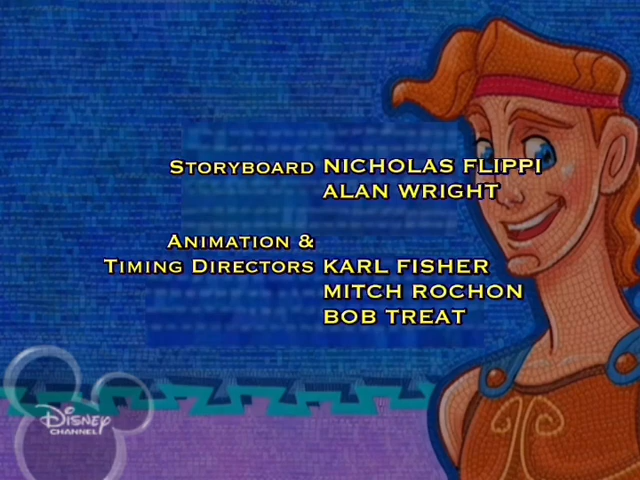 STORYBOARD NICHOLAS FLIPPI
ALAN WRIGHT
ANIMATION &
TIMING DIRECTORS KARL FISHER
MITCH ROCHON
BOB TREAT
DISNEY
CHANNEL